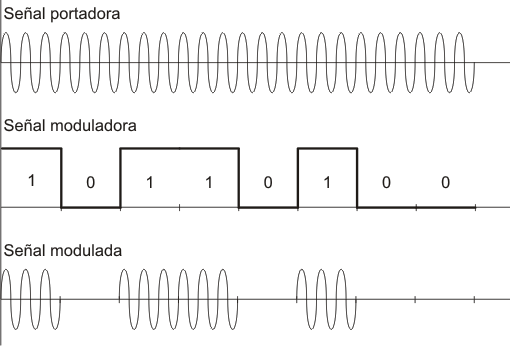 Señal portadora
Señal moduladora
1 0 1 1 0 1 0 0
Señal modulada